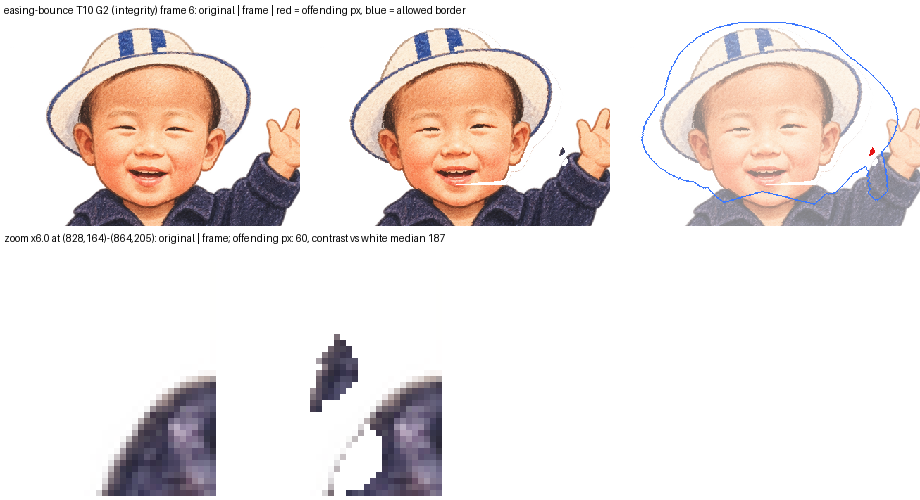 easing-bounce T10 G2 (integrity) frame 6: original | frame | red = offending px, blue = allowed border
zoom x6.0 at (828,164)-(864,205): original | frame; offending px: 60, contrast vs white median 187